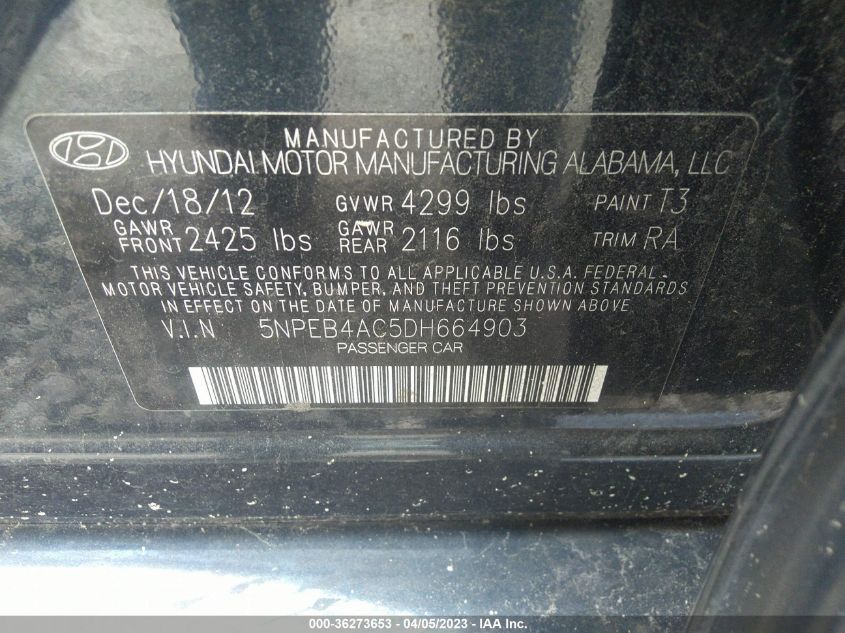 MANUFACTURED BY
HYUNDAI MOTOR MANUFACTURING ALABAMA, LLC
Dec/18/12 GVWR 4299 lbs PAINT T3
GAWR FRONT 2425 lbs GAWR REAR 2116 lbs TRIM RA
THIS VEHICLE CONFORMS TO ALL APPLICABLE U.S.A. FEDERAL
MOTOR VEHICLE SAFETY, BUMPER, AND THEFT PREVENTION STANDARDS
IN EFFECT ON THE DATE OF MANUFACTURE SHOWN ABOVE
V.I.N 5NPEB4AC5DH664903
PASSENGER CAR
000-36273653 - 04/05/2023 - IAA Inc.